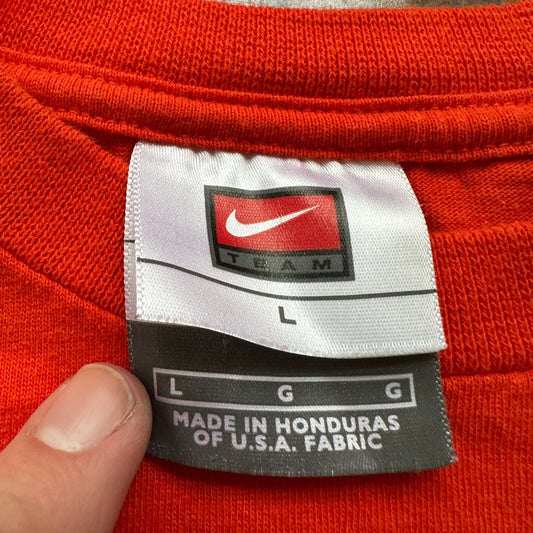 TEAM
L
L G G
MADE IN HONDURAS
OF U.S.A. FABRIC